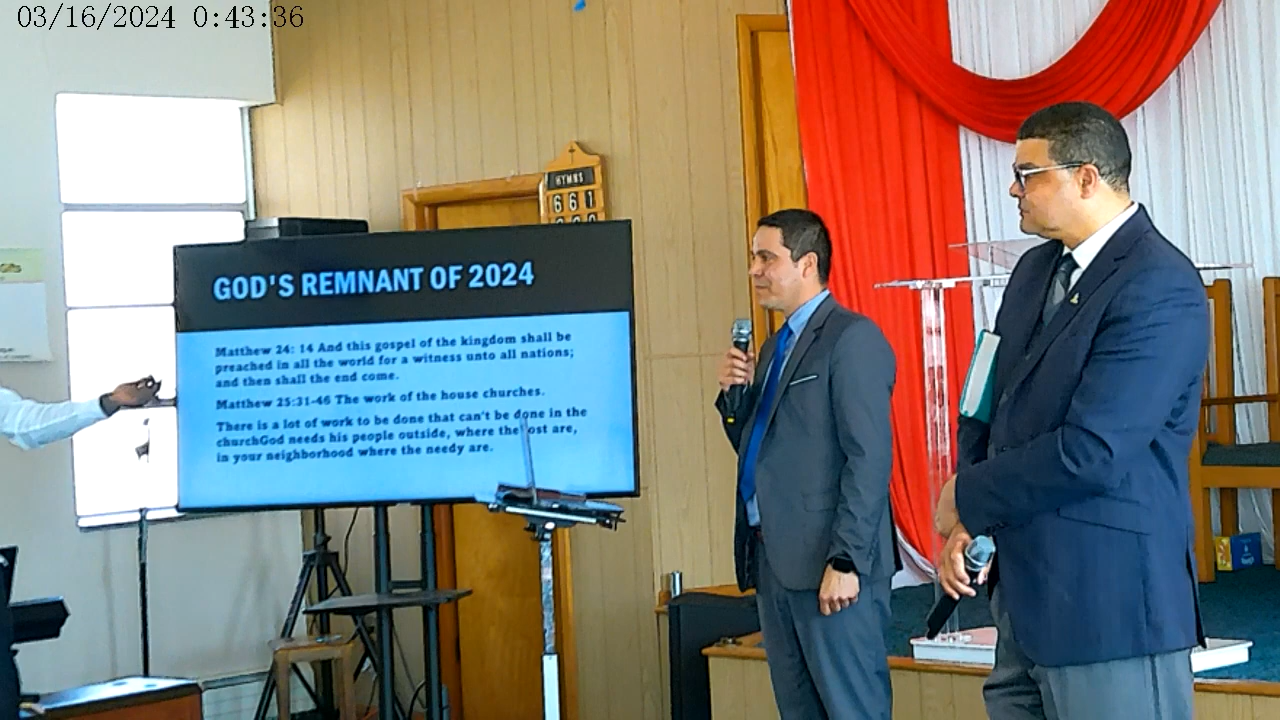 03/16/2024 0:43:36
HYMNS
661
GOD'S REMNANT OF 2024
Matthew 24: 14 And this gospel of the kingdom shall be
preached in all the world for a witness unto all nations;
and then shall the end come.
Matthew 25:31-46 The work of the house churches.
There is a lot of work to be done that can't be done in the
churchGod needs his people outside, where the lost are,
in your neighborhood where the needy are.